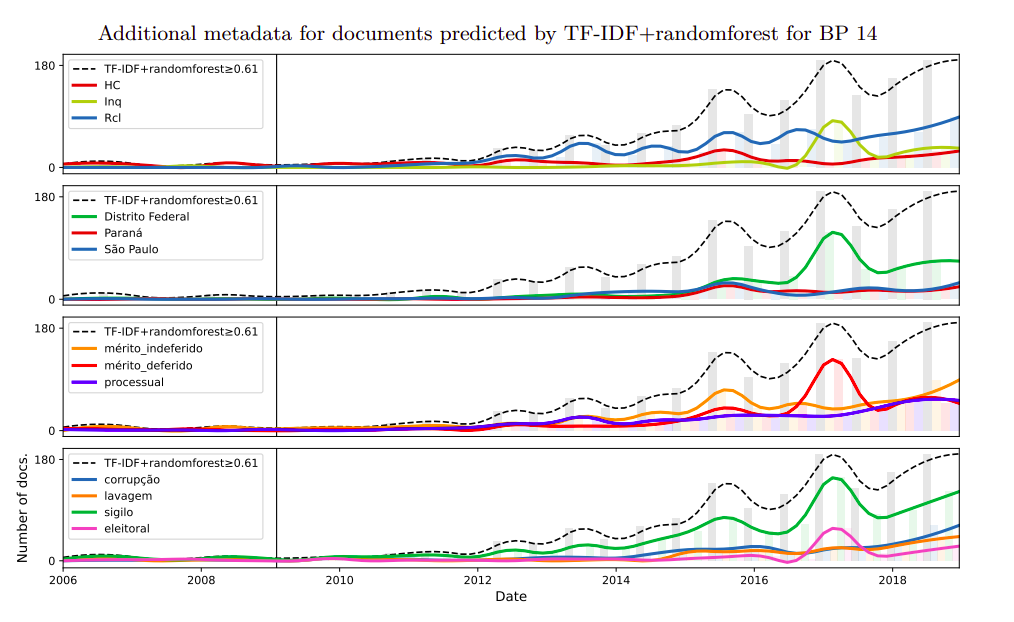 Additional metadata for documents predicted by TF-IDF+randomforest for BP 14
180
0
TF-IDF+randomforest≥0.61
HC
Inq
Rcl
180
0
TF-IDF+randomforest≥0.61
Distrito Federal
Paraná
São Paulo
180
0
TF-IDF+randomforest≥0.61
mérito_indeferido
mérito_deferido
processual
Number of docs.
180
0
TF-IDF+randomforest≥0.61
corrupção
lavagem
sigilo
eleitoral
2006 2008 2010 2012 2014 2016 2018
Date